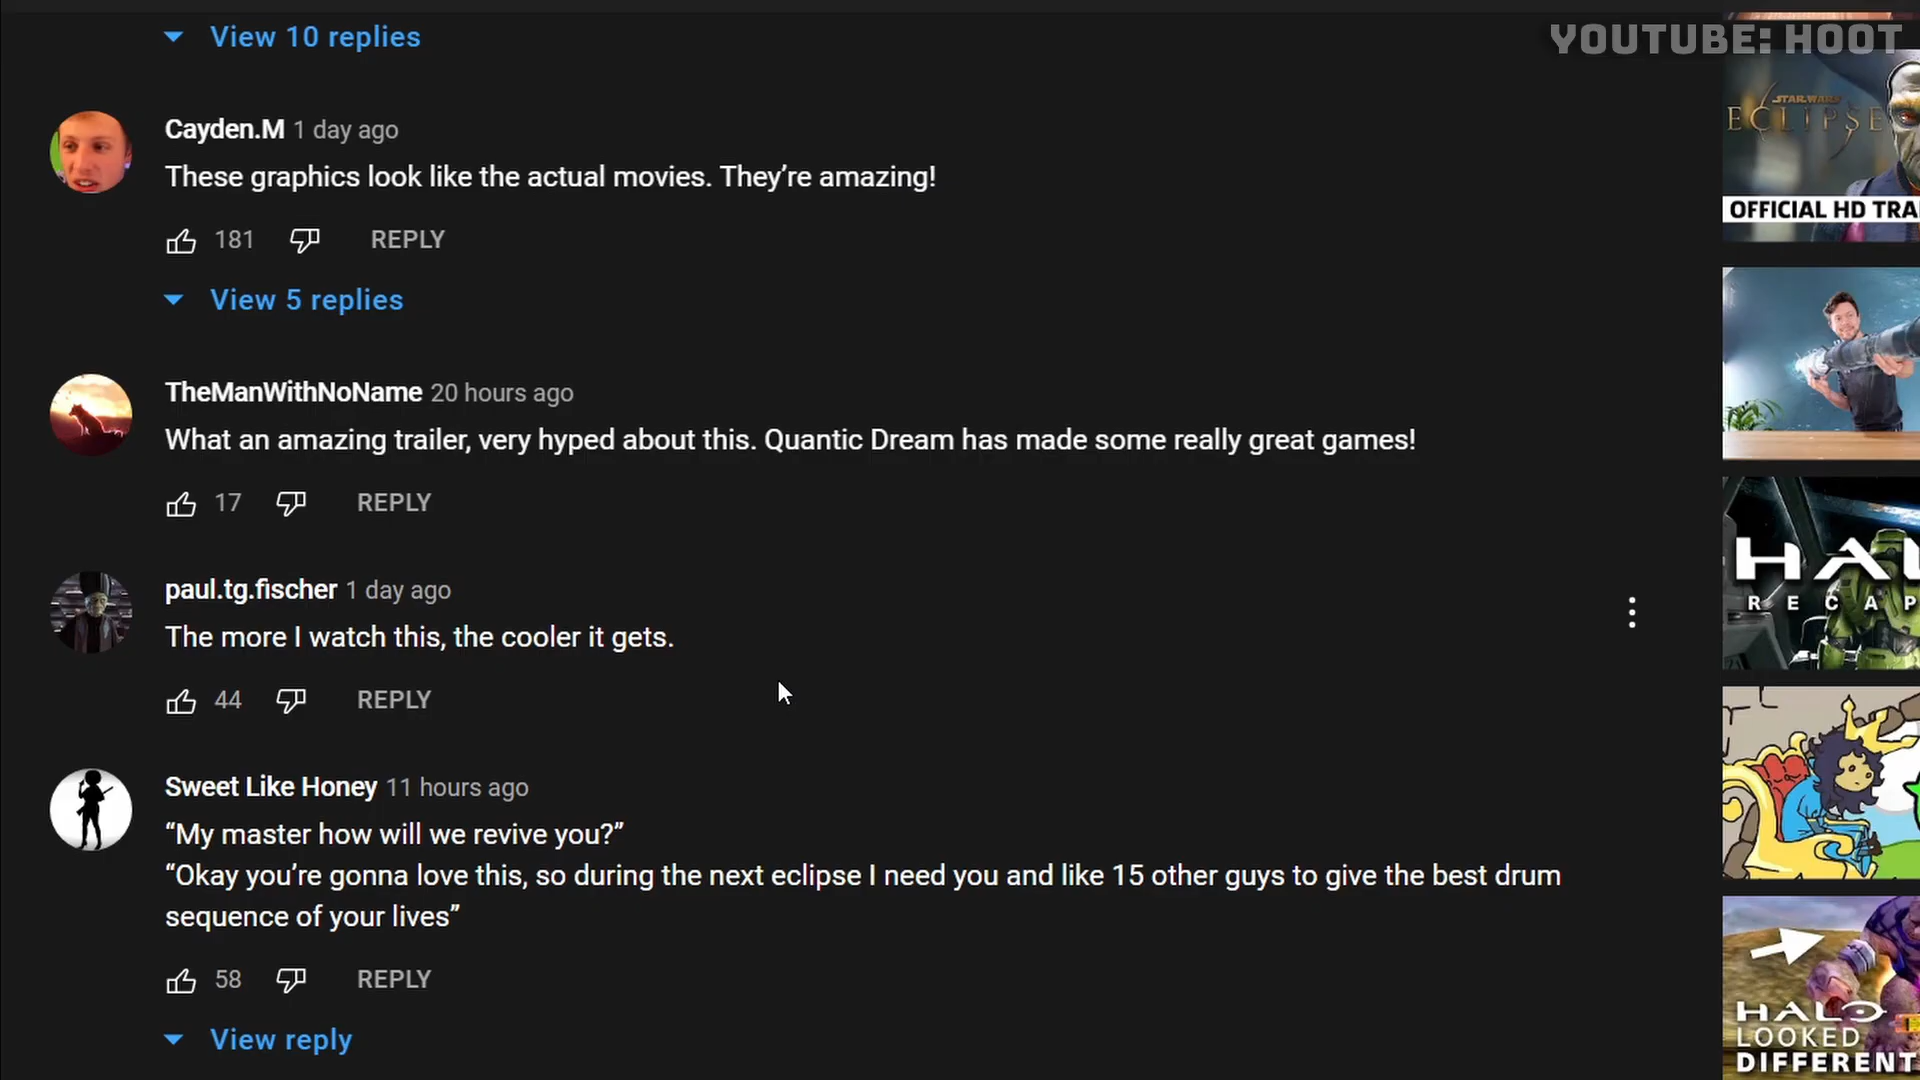 YOUTUBE: HOOT
View 10 replies
Cayden.M 1 day ago
These graphics look like the actual movies. They’re amazing!
181 REPLY
View 5 replies
TheManWithNoName 20 hours ago
What an amazing trailer, very hyped about this. Quantic Dream has made some really great games!
17 REPLY
paul.tg.fischer 1 day ago
The more I watch this, the cooler it gets.
44 REPLY
Sweet Like Honey 11 hours ago
“My master how will we revive you?”
“Okay you’re gonna love this, so during the next eclipse I need you and like 15 other guys to give the best drum
sequence of your lives”
58 REPLY
View reply
STAR WARS
ECLIPSE
OFFICIAL HD TRA
HAL
RECAP
HALO
LOOKED
DIFFERENT